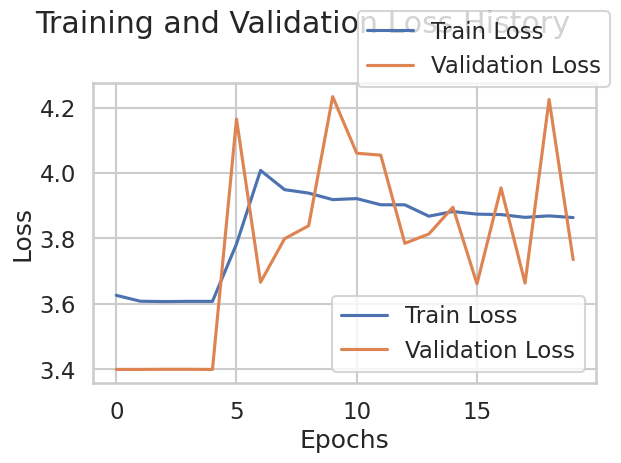 Training and Validation Loss History
Train Loss
Validation Loss
4.2
4.0
3.8
3.6
3.4
Loss
Train Loss
Validation Loss
0 5 10 15
Epochs